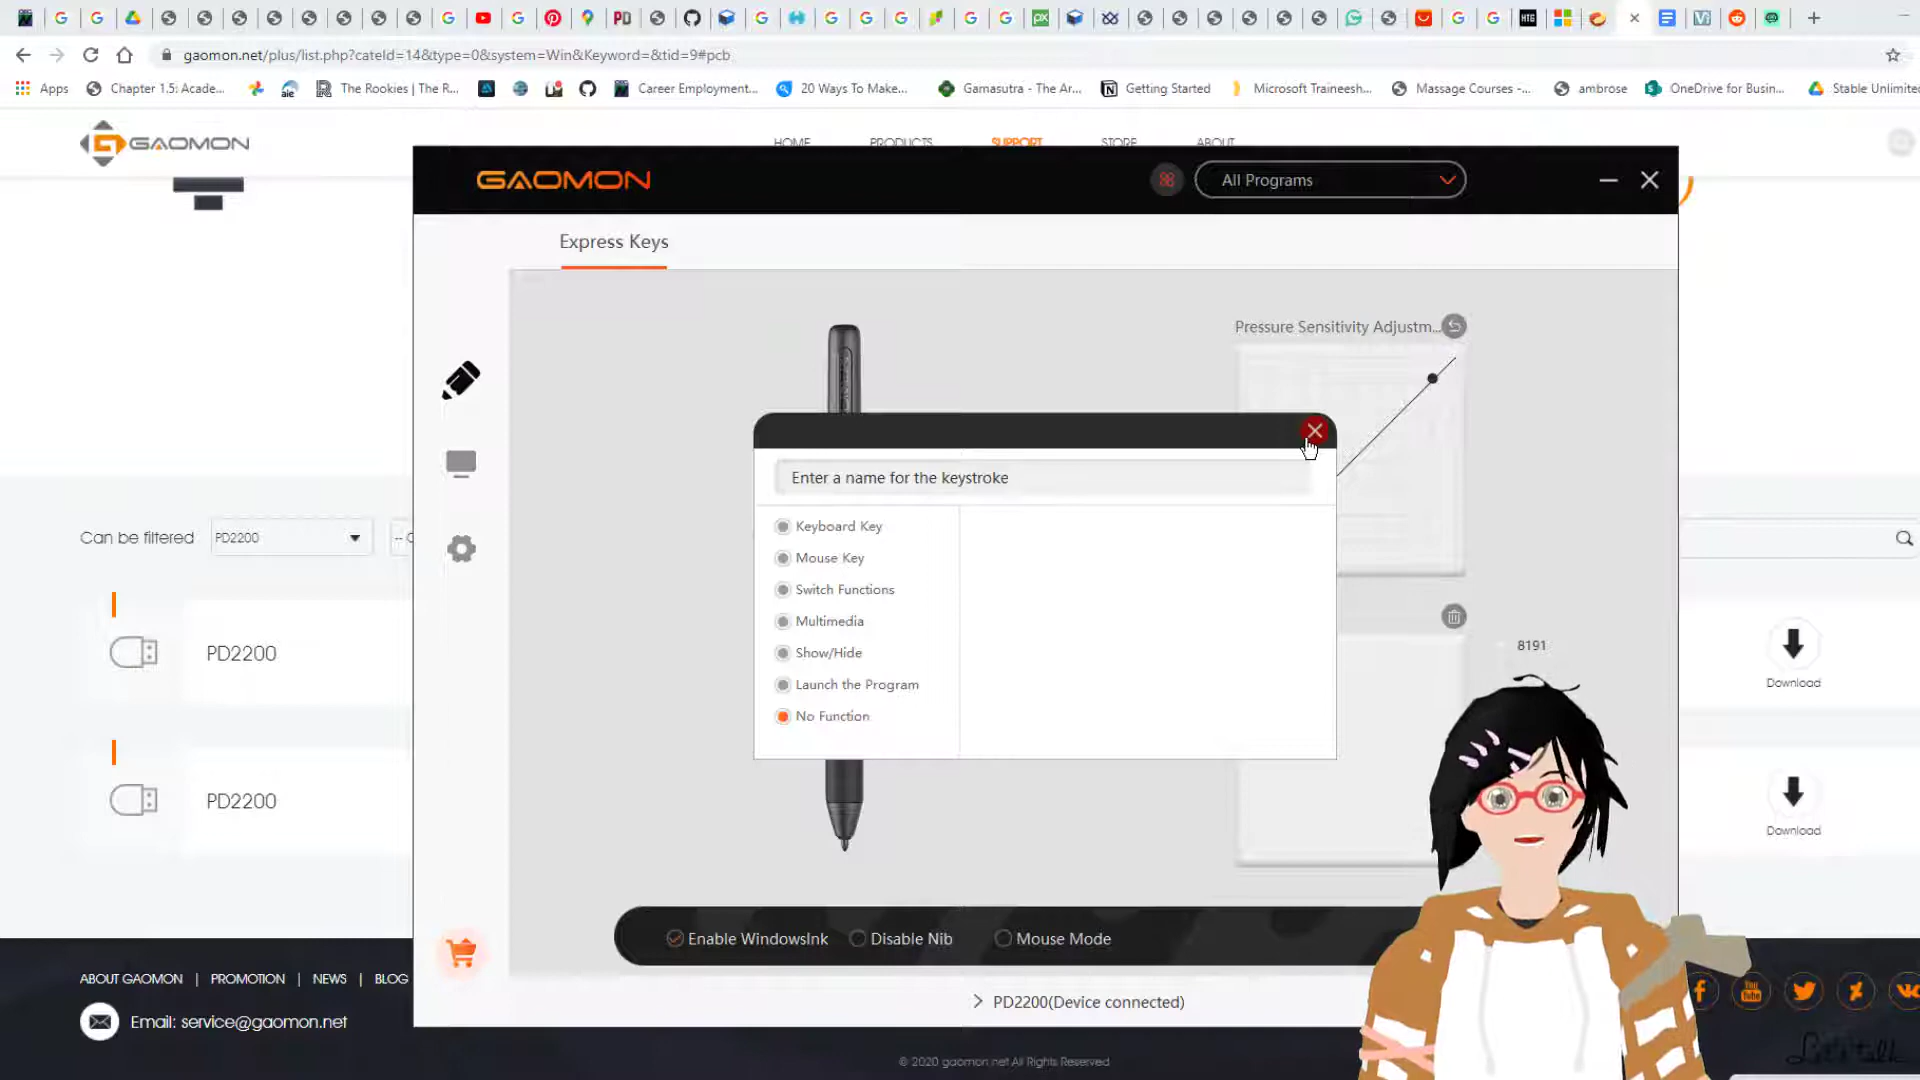 gaomon.net/plus/list.php?cateId=14&type=0&system=Win&Keyword=&tid=9#pcb
Apps
Chapter 1.5: Acade...
The Rookies | The R...
Career Employment...
20 Ways To Make...
Gamasutra - The Ar...
Getting Started
Microsoft Traineesh...
Massage Courses -...
ambrose
OneDrive for Busin...
Stable Unlimited
GAOMON
HOME
PRODUCTS
SUPPORT
STORE
ABOUT
GAOMON
All Programs
Express Keys
Pressure Sensitivity Adjustm...
Enter a name for the keystroke
Keyboard Key
Mouse Key
Switch Functions
Multimedia
Show/Hide
Launch the Program
No Function
Can be filtered
PD2200
PD2200
Download
PD2200
Download
8191
Enable WindowsInk
Disable Nib
Mouse Mode
PD2200(Device connected)
ABOUT GAOMON | PROMOTION | NEWS | BLOG
Email: service@gaomon.net
© 2020 gaomon.net All Rights Reserved